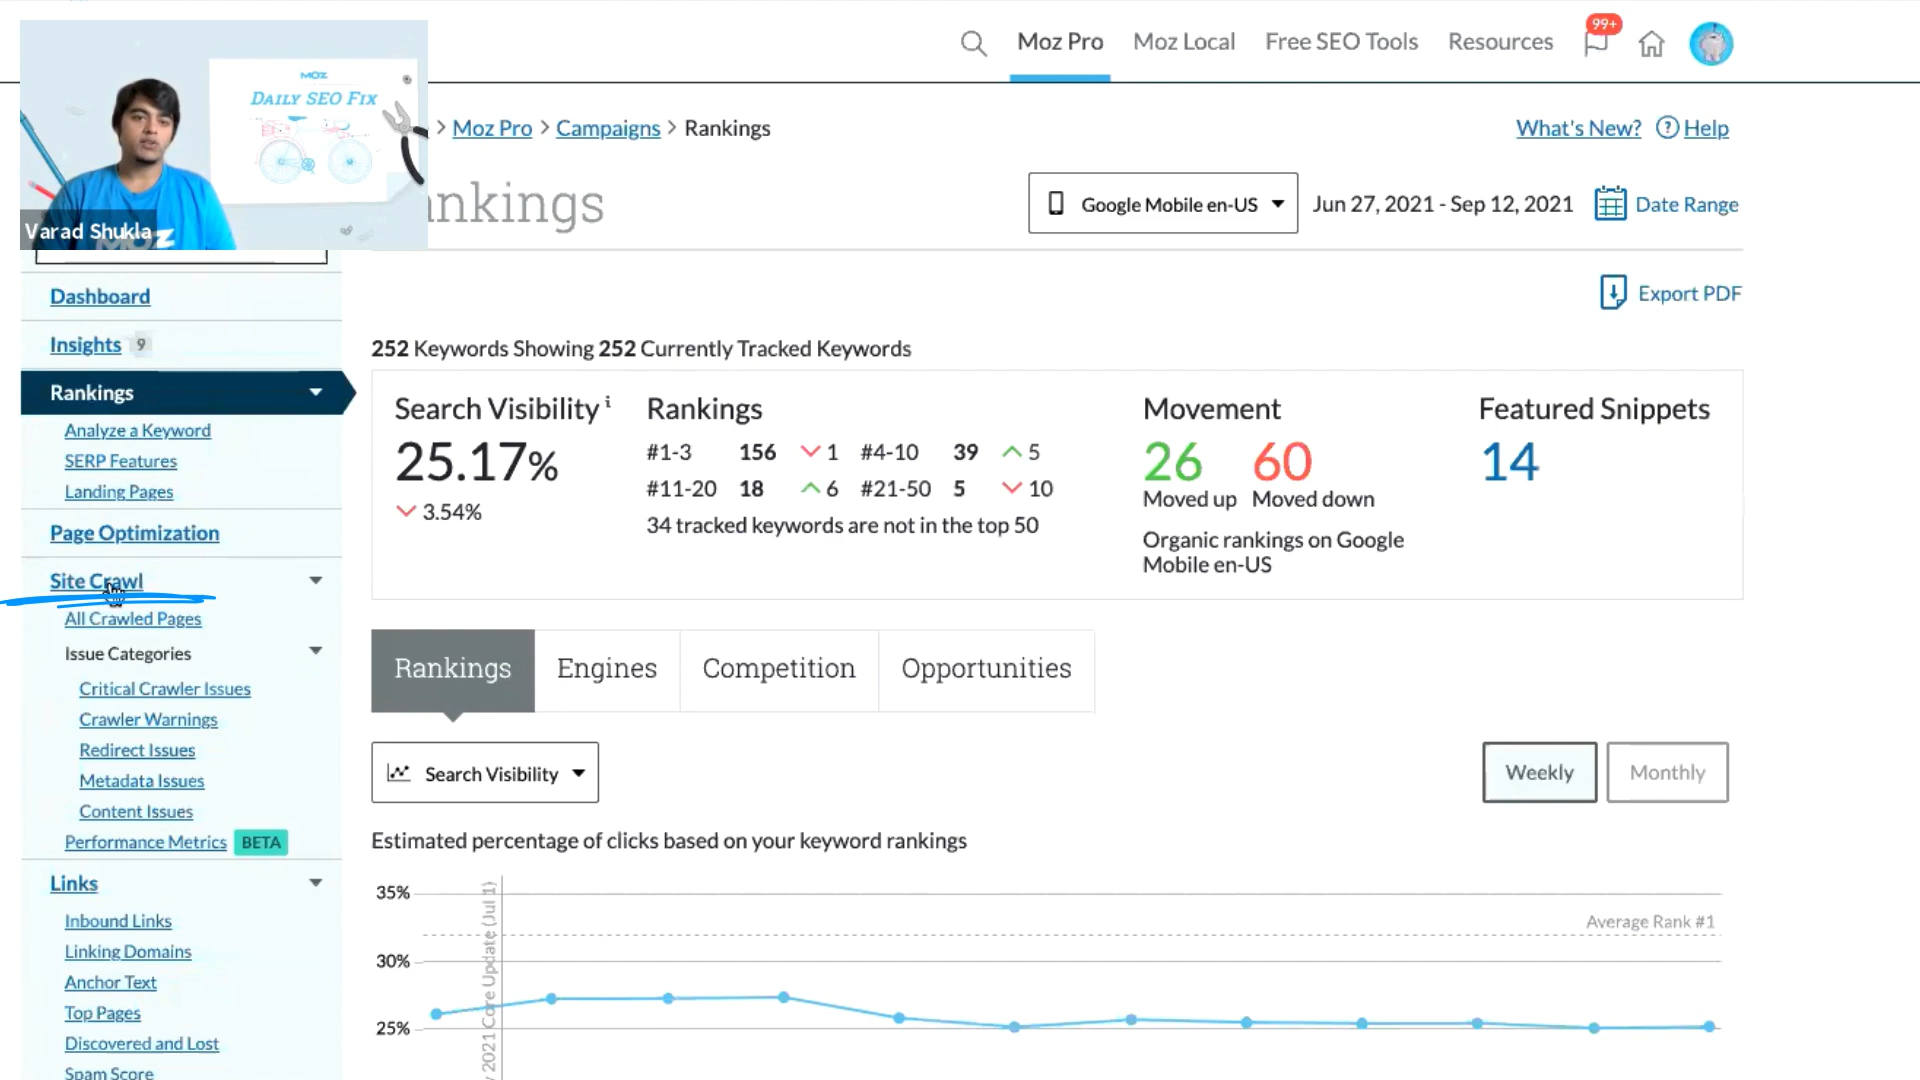 MOZ
DAILY SEO FIX
Varad Shukla
Moz Pro
Moz Local
Free SEO Tools
Resources
99+
> Moz Pro > Campaigns > Rankings
What's New?
? Help
nkings
Google Mobile en-US
Jun 27, 2021 - Sep 12, 2021
Date Range
Export PDF
Dashboard
Insights 9
Rankings
Analyze a Keyword
SERP Features
Landing Pages
Page Optimization
Site Crawl
All Crawled Pages
Issue Categories
Critical Crawler Issues
Crawler Warnings
Redirect Issues
Metadata Issues
Content Issues
Performance Metrics BETA
Links
Inbound Links
Linking Domains
Anchor Text
Top Pages
Discovered and Lost
Spam Score
252 Keywords Showing 252 Currently Tracked Keywords
Search Visibility i
25.17%
3.54%
Rankings
#1-3 156 1 #4-10 39 5
#11-20 18 6 #21-50 5 10
34 tracked keywords are not in the top 50
Movement
26 60
Moved up Moved down
Organic rankings on Google
Mobile en-US
Featured Snippets
14
Rankings
Engines
Competition
Opportunities
Search Visibility
Weekly
Monthly
Estimated percentage of clicks based on your keyword rankings
35%
Average Rank #1
30%
25%
2021 Core Update (Jul 1)